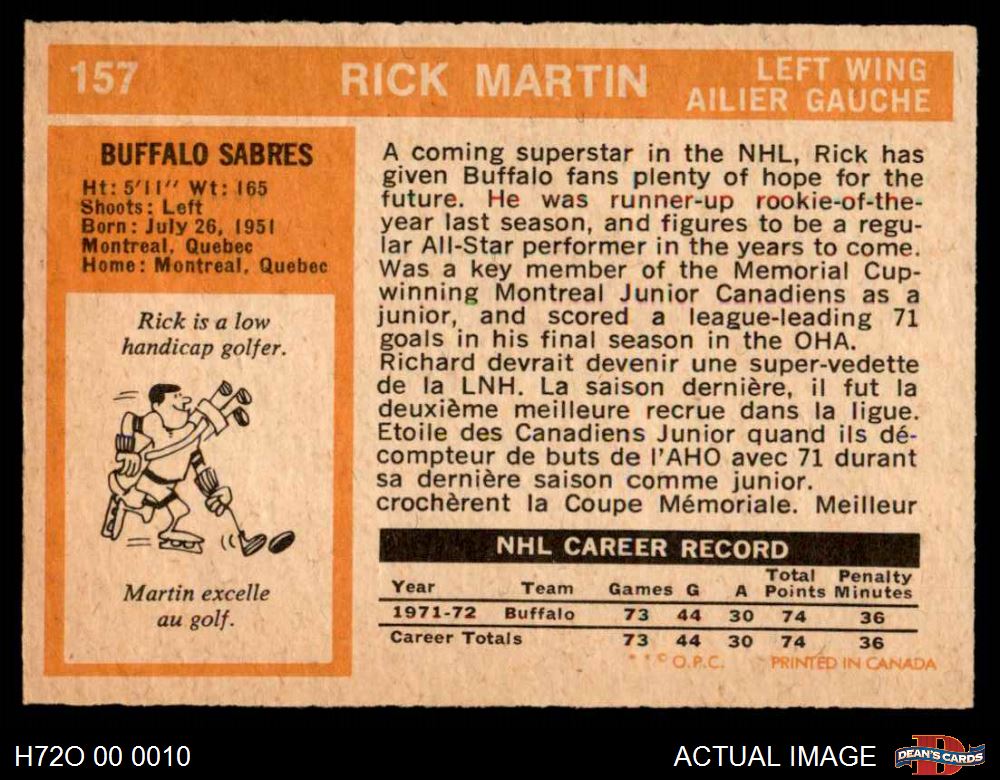 157
RICK MARTIN
LEFT WING
AILIER GAUCHE
BUFFALO SABRES
Ht: 5'11" Wt: 165
Shoots: Left
Born: July 26, 1951
Montreal, Quebec
Home: Montreal, Quebec
Rick is a low
handicap golfer.
Martin excelle
au golf.
A coming superstar in the NHL, Rick has
given Buffalo fans plenty of hope for the
future. He was runner-up rookie-of-the-
year last season, and figures to be a regu-
lar All-Star performer in the years to come.
Was a key member of the Memorial Cup-
winning Montreal Junior Canadiens as a
junior, and scored a league-leading 71
goals in his final season in the OHA.
Richard devrait devenir une super-vedette
de la LNH. La saison dernière, il fut la
deuxième meilleure recrue dans la ligue.
Etoile des Canadiens Junior quand ils dé-
compteur de buts de l'AHO avec 71 durant
sa dernière saison comme junior.
crochèrent la Coupe Mémoriale. Meilleur
NHL CAREER RECORD
Year Team Games G A Total Points Penalty Minutes
1971-72 Buffalo 73 44 30 74 36
Career Totals 73 44 30 74 36
* * © O.P.C. PRINTED IN CANADA
H72O 00 0010
ACTUAL IMAGE
D
DEAN'S CARDS